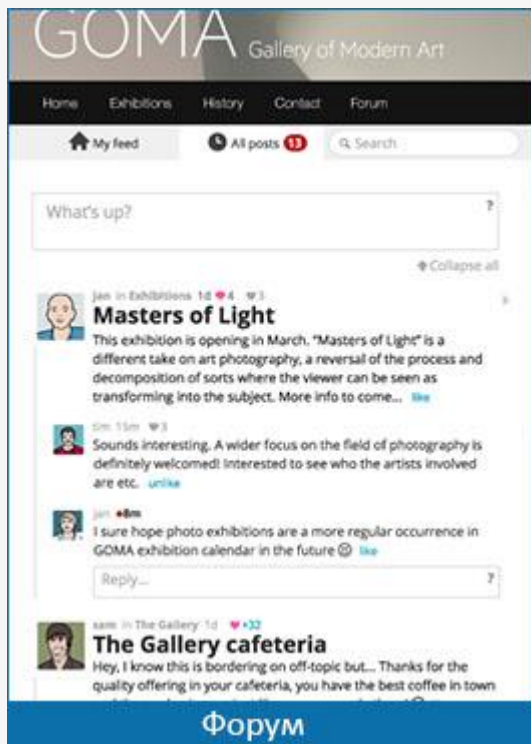 GOMA Gallery of Modern Art
Home Exhibitions History Contact Forum
My feed All posts 13 Search
What's up? ?
Collapse all
jan in Exhibitions 1d 4 3
Masters of Light
This exhibition is opening in March. "Masters of Light" is a
different take on art photography, a reversal of the process and
decomposition of sorts where the viewer can be seen as
transforming into the subject. More info to come... like
tim 15m 3
Sounds interesting. A wider focus on the field of photography is
definitely welcomed! Interested to see who the artists involved
are etc. unlike
jan 8m
I sure hope photo exhibitions are a more regular occurrence in
GOMA exhibition calendar in the future like
Reply... ?
sam in The Gallery 1d +32
The Gallery cafeteria
Hey, I know this is bordering on off-topic but... Thanks for the
quality offering in your cafeteria, you have the best coffee in town
Форум